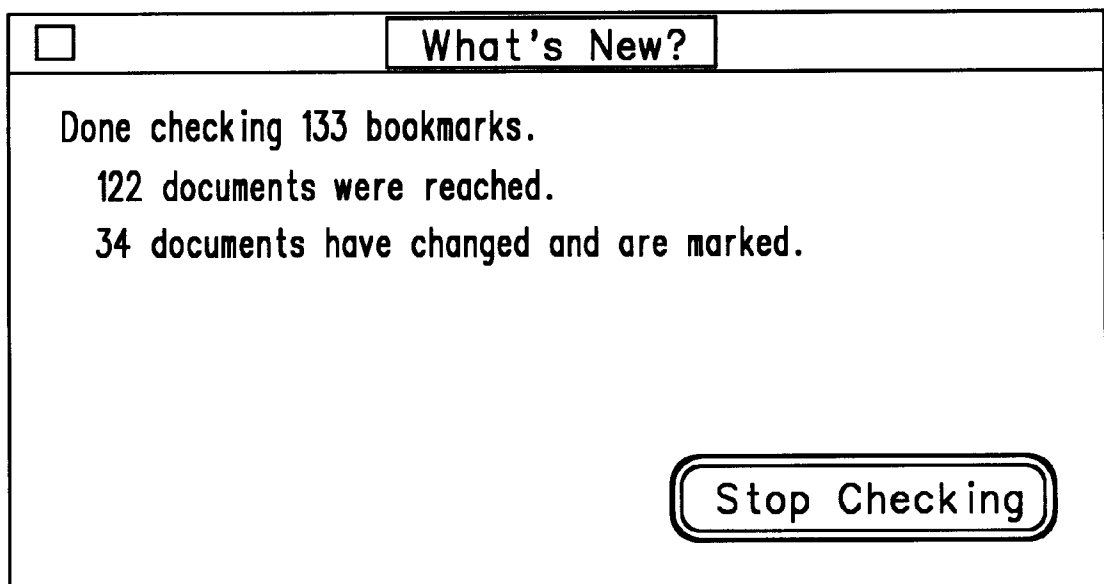 What's New?
Done checking 133 bookmarks.
122 documents were reached.
34 documents have changed and are marked.
Stop Checking